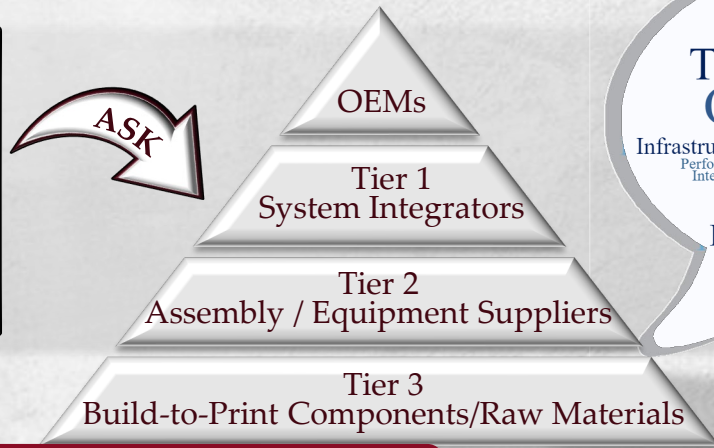 ASK
OEMs
Tier 1
System Integrators
Tier 2
Assembly / Equipment Suppliers
Tier 3
Build-to-Print Components/Raw Materials